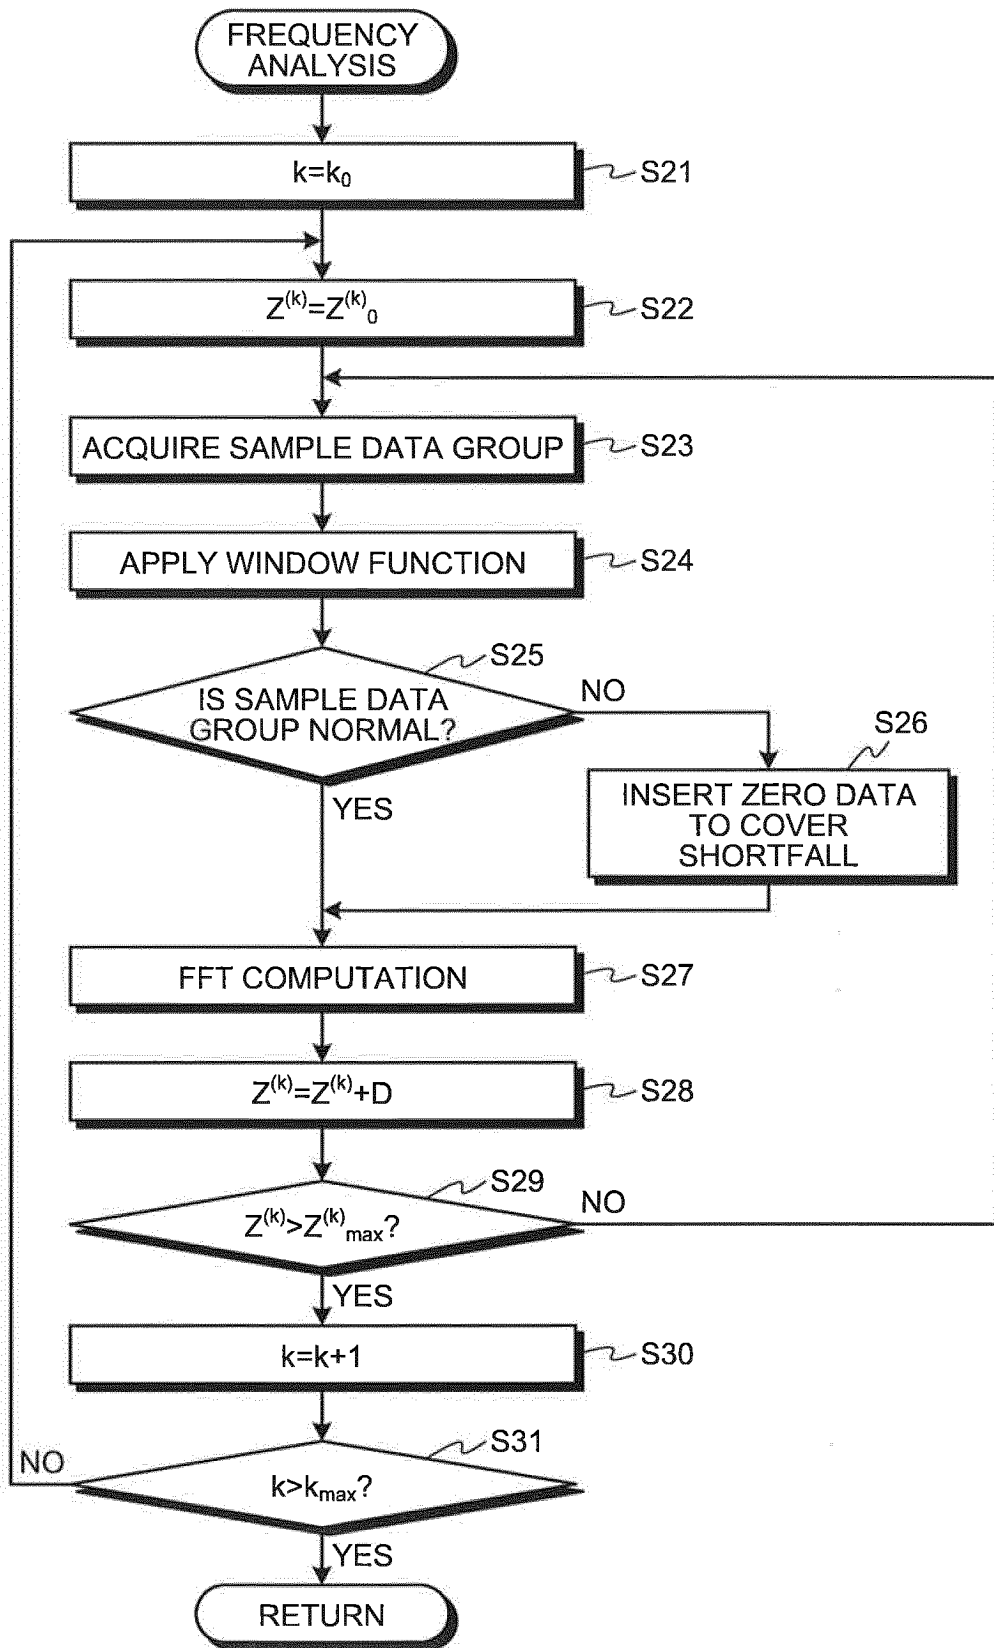 FREQUENCY
ANALYSIS
k=k₀
S21
Z⁽ᵏ⁾=Z⁽ᵏ⁾₀
S22
ACQUIRE SAMPLE DATA GROUP
S23
APPLY WINDOW FUNCTION
S24
S25
IS SAMPLE DATA
GROUP NORMAL?
NO
YES
S26
INSERT ZERO DATA
TO COVER
SHORTFALL
FFT COMPUTATION
S27
Z⁽ᵏ⁾=Z⁽ᵏ⁾+D
S28
S29
Z⁽ᵏ⁾>Z⁽ᵏ⁾max?
NO
YES
k=k+1
S30
S31
NO
k>kmax?
YES
RETURN